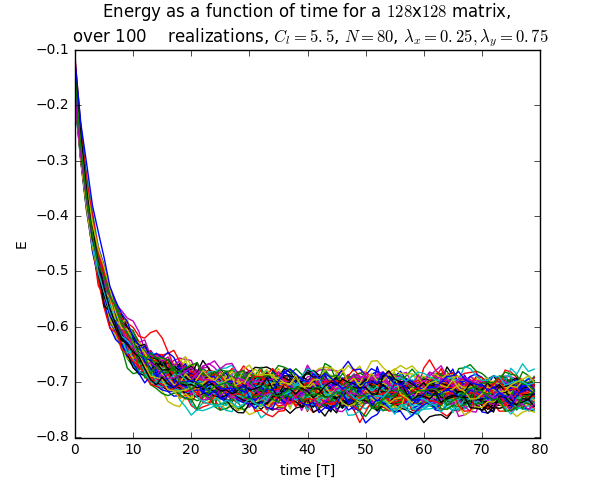 Energy as a function of time for a 128x128 matrix,
over 100 realizations, C_l = 5.5, N = 80, λ_x = 0.25, λ_y = 0.75
−0.1
−0.2
−0.3
−0.4
−0.5
−0.6
−0.7
−0.8
E
0 10 20 30 40 50 60 70 80
time [T]